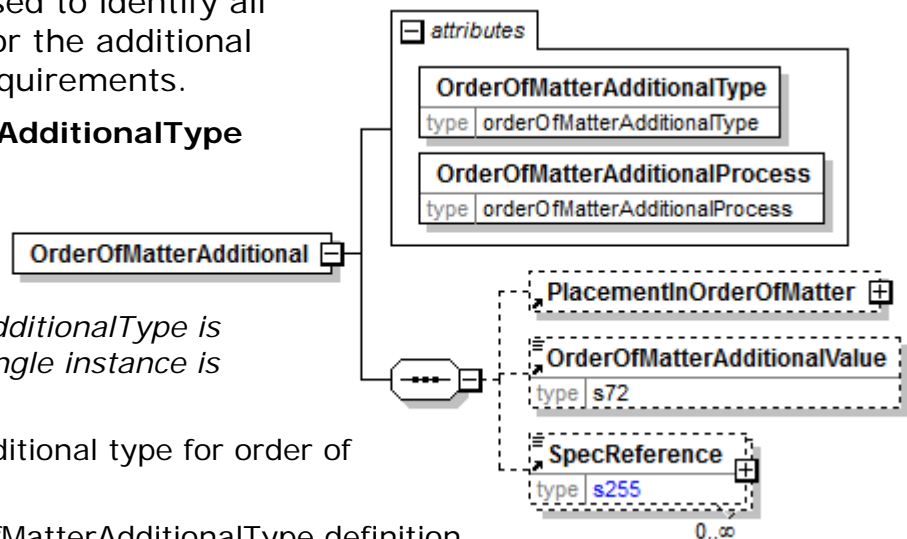 sed to identify all
or the additional
quirements.
AdditionalType
dditionalType is
ngle instance is
ditional type for order of
fMatterAdditionalType definition
OrderOfMatterAdditional
attributes
OrderOfMatterAdditionalType
type orderOfMatterAdditionalType
OrderOfMatterAdditionalProcess
type orderOfMatterAdditionalProcess
PlacementInOrderOfMatter
OrderOfMatterAdditionalValue
type s72
SpecReference
type s255
0..∞